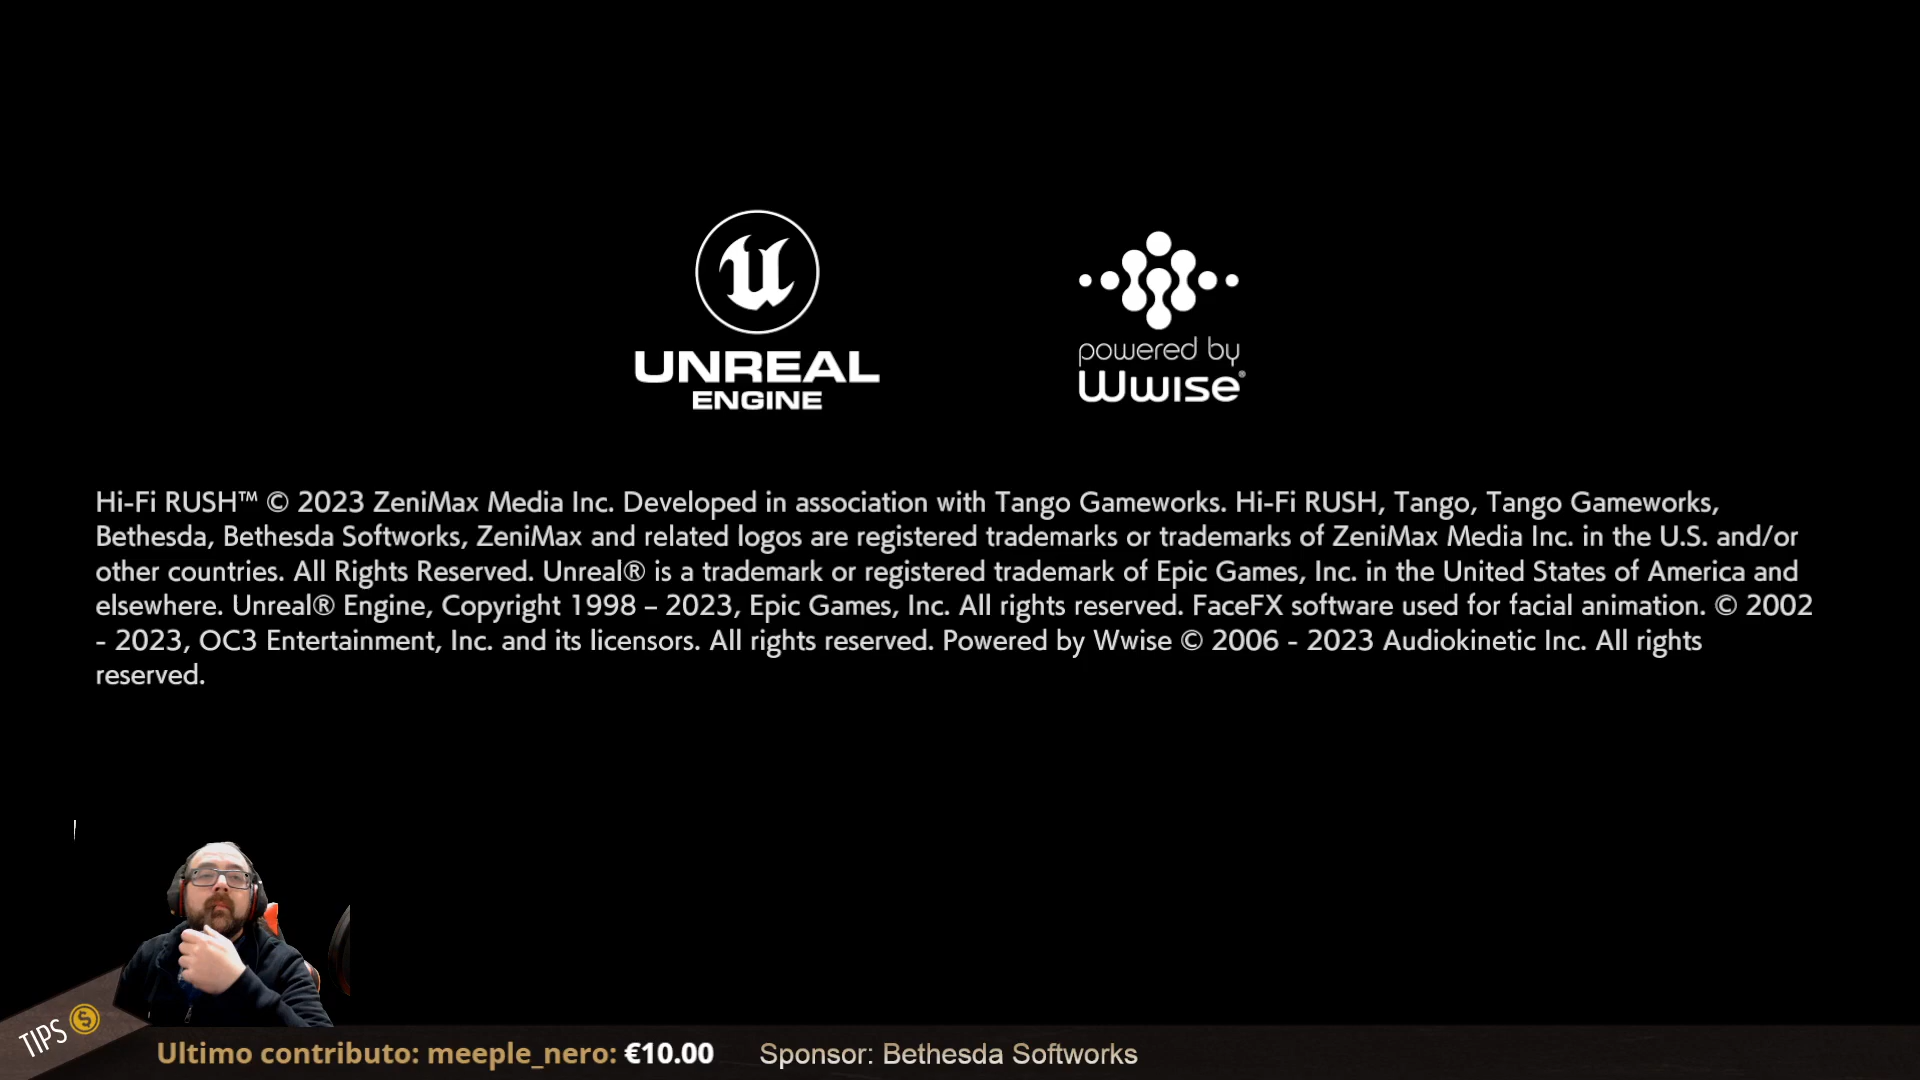 UNREAL
ENGINE
powered by
Wwise®
Hi-Fi RUSH™ © 2023 ZeniMax Media Inc. Developed in association with Tango Gameworks. Hi-Fi RUSH, Tango, Tango Gameworks,
Bethesda, Bethesda Softworks, ZeniMax and related logos are registered trademarks or trademarks of ZeniMax Media Inc. in the U.S. and/or
other countries. All Rights Reserved. Unreal® is a trademark or registered trademark of Epic Games, Inc. in the United States of America and
elsewhere. Unreal® Engine, Copyright 1998 – 2023, Epic Games, Inc. All rights reserved. FaceFX software used for facial animation. © 2002
- 2023, OC3 Entertainment, Inc. and its licensors. All rights reserved. Powered by Wwise © 2006 - 2023 Audiokinetic Inc. All rights
reserved.
TIPS
Ultimo contributo: meeple_nero: €10.00 Sponsor: Bethesda Softworks